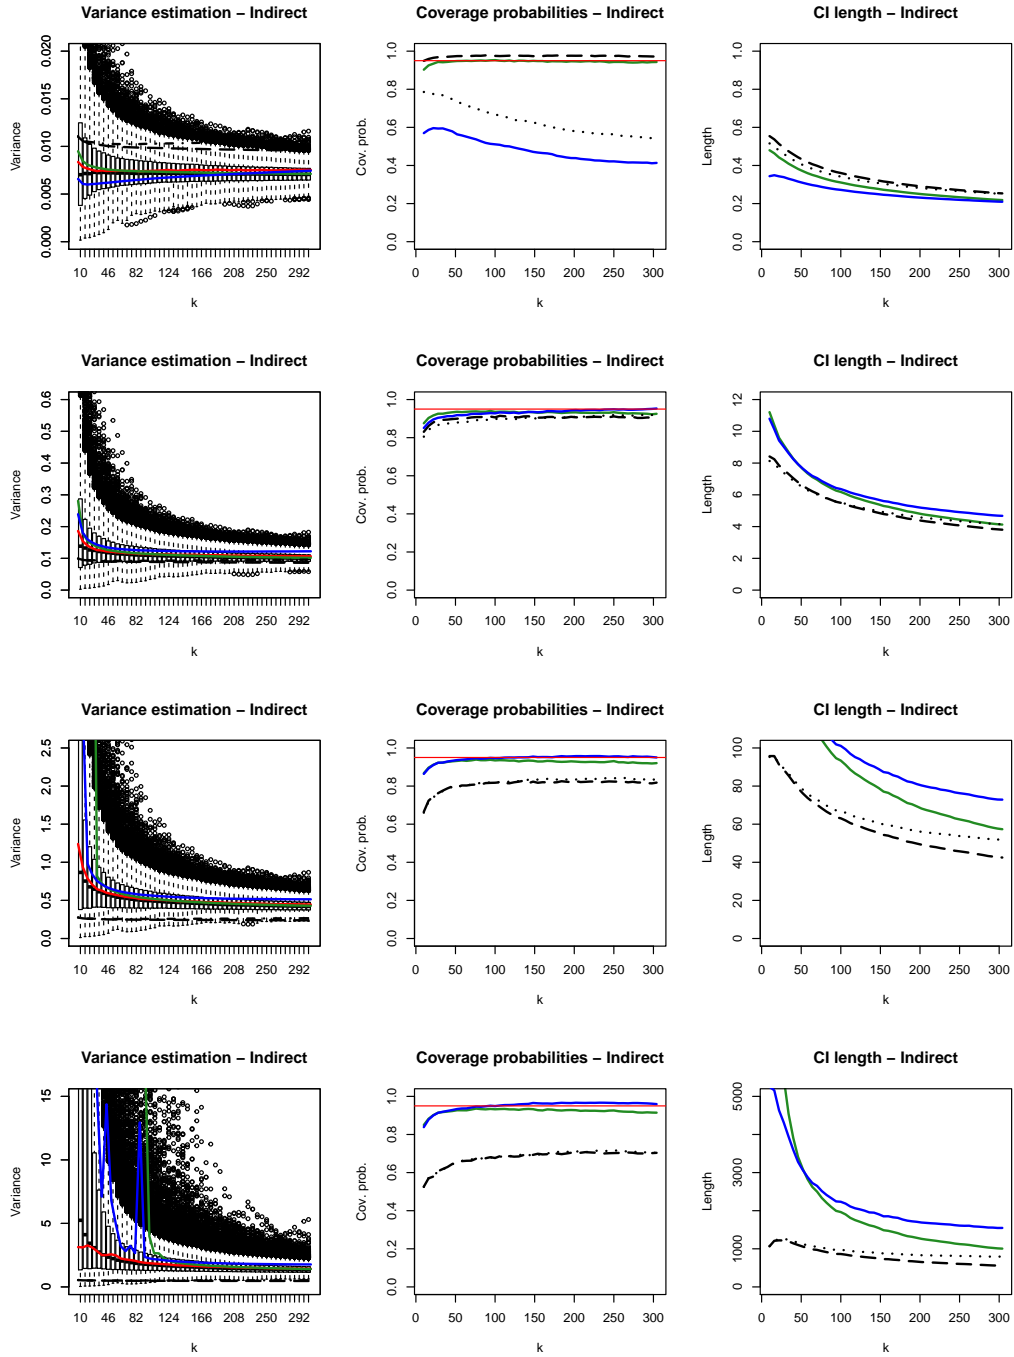 Variance estimation − Indirect
Coverage probabilities − Indirect
CI length − Indirect
Variance
0.000 0.005 0.010 0.015 0.020
10 46 82 124 166 208 250 292
k
Cov. prob.
0.0 0.2 0.4 0.6 0.8 1.0
0 50 100 150 200 250 300
k
Length
0.0 0.2 0.4 0.6 0.8 1.0
0 50 100 150 200 250 300
k
Variance estimation − Indirect
Coverage probabilities − Indirect
CI length − Indirect
Variance
0.0 0.1 0.2 0.3 0.4 0.5 0.6
10 46 82 124 166 208 250 292
k
Cov. prob.
0.0 0.2 0.4 0.6 0.8 1.0
0 50 100 150 200 250 300
k
Length
0 2 4 6 8 10 12
0 50 100 150 200 250 300
k
Variance estimation − Indirect
Coverage probabilities − Indirect
CI length − Indirect
Variance
0.0 0.5 1.0 1.5 2.0 2.5
10 46 82 124 166 208 250 292
k
Cov. prob.
0.0 0.2 0.4 0.6 0.8 1.0
0 50 100 150 200 250 300
k
Length
0 20 40 60 80 100
0 50 100 150 200 250 300
k
Variance estimation − Indirect
Coverage probabilities − Indirect
CI length − Indirect
Variance
0 5 10 15
10 46 82 124 166 208 250 292
k
Cov. prob.
0.0 0.2 0.4 0.6 0.8 1.0
0 50 100 150 200 250 300
k
Length
0 1000 3000 5000
0 50 100 150 200 250 300
k